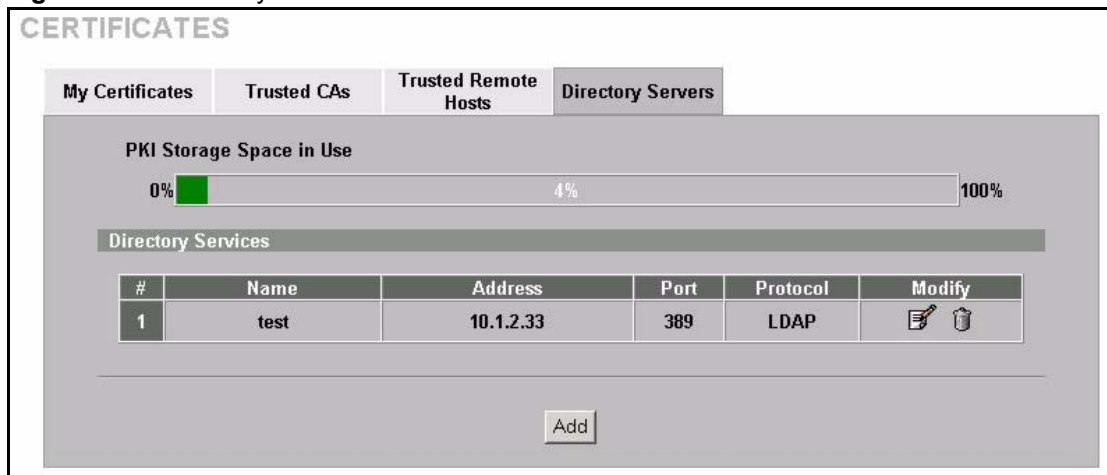 CERTIFICATES
My Certificates Trusted CAs Trusted Remote Hosts Directory Servers
PKI Storage Space in Use
0% 4% 100%
Directory Services
# Name Address Port Protocol Modify
1 test 10.1.2.33 389 LDAP
Add